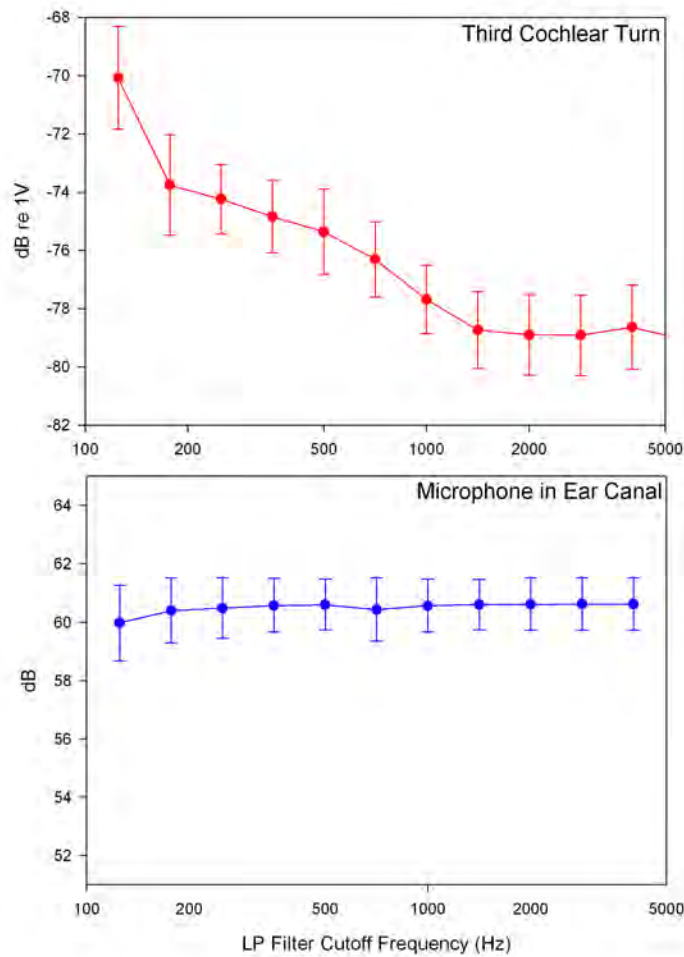 Third Cochlear Turn
-68
-70
-72
-74
-76
-78
-80
-82
dB re 1V
100 200 500 1000 2000 5000
Microphone in Ear Canal
64
62
60
58
56
54
52
dB
100 200 500 1000 2000 5000
LP Filter Cutoff Frequency (Hz)